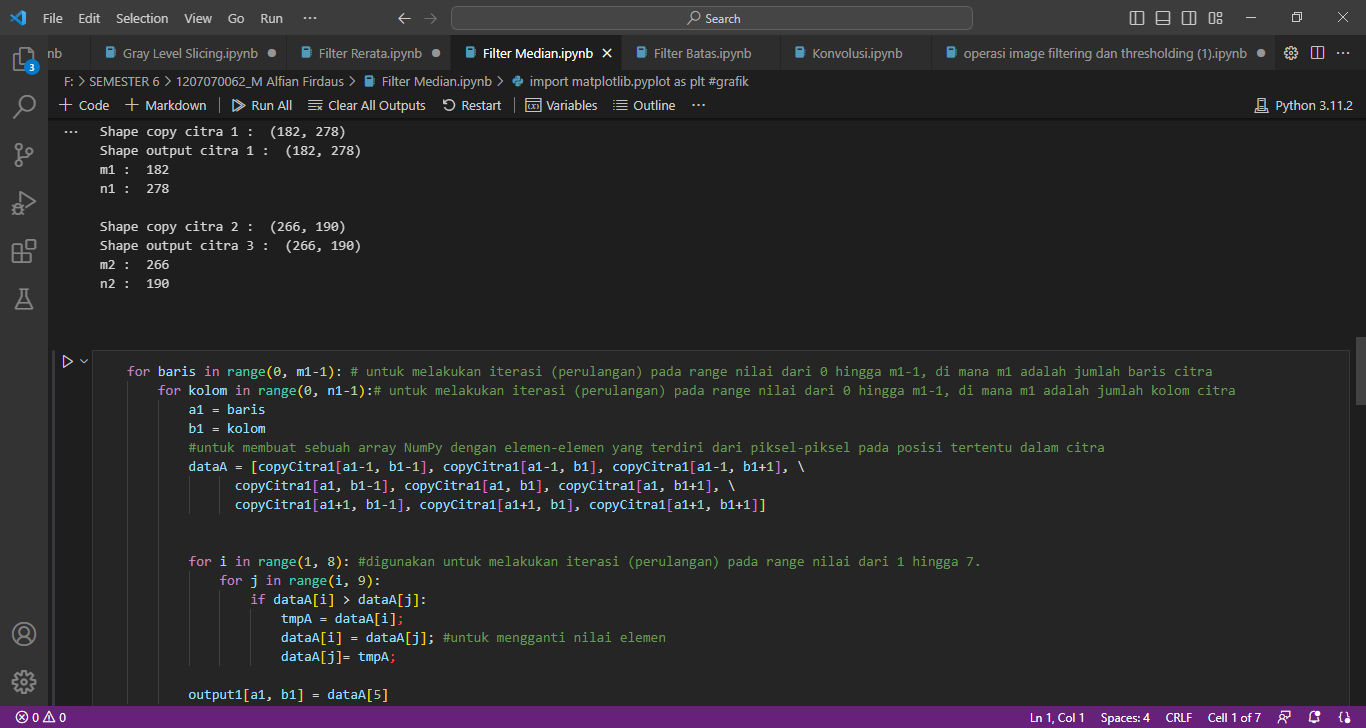 File Edit Selection View Go Run ··· Search
nb Gray Level Slicing.ipynb Filter Rerata.ipynb Filter Median.ipynb Filter Batas.ipynb Konvolusi.ipynb operasi image filtering dan thresholding (1).ipynb
3
F: > SEMESTER 6 > 1207070062_M Alfian Firdaus > Filter Median.ipynb > import matplotlib.pyplot as plt #grafik
+ Code + Markdown Run All Clear All Outputs Restart Variables Outline ··· Python 3.11.2
Shape copy citra 1 :  (182, 278)
Shape output citra 1 :  (182, 278)
m1 :  182
n1 :  278
Shape copy citra 2 :  (266, 190)
Shape output citra 3 :  (266, 190)
m2 :  266
n2 :  190
for baris in range(0, m1-1): # untuk melakukan iterasi (perulangan) pada range nilai dari 0 hingga m1-1, di mana m1 adalah jumlah baris citra
for kolom in range(0, n1-1):# untuk melakukan iterasi (perulangan) pada range nilai dari 0 hingga m1-1, di mana m1 adalah jumlah kolom citra
a1 = baris
b1 = kolom
#untuk membuat sebuah array NumPy dengan elemen-elemen yang terdiri dari piksel-piksel pada posisi tertentu dalam citra
dataA = [copyCitra1[a1-1, b1-1], copyCitra1[a1-1, b1], copyCitra1[a1-1, b1+1], \
copyCitra1[a1, b1-1], copyCitra1[a1, b1], copyCitra1[a1, b1+1], \
copyCitra1[a1+1, b1-1], copyCitra1[a1+1, b1], copyCitra1[a1+1, b1+1]]
for i in range(1, 8): #digunakan untuk melakukan iterasi (perulangan) pada range nilai dari 1 hingga 7.
for j in range(i, 9):
if dataA[i] > dataA[j]:
tmpA = dataA[i];
dataA[i] = dataA[j]; #untuk mengganti nilai elemen
dataA[j]= tmpA;
output1[a1, b1] = dataA[5]
0 0 Ln 1, Col 1 Spaces: 4 CRLF Cell 1 of 7